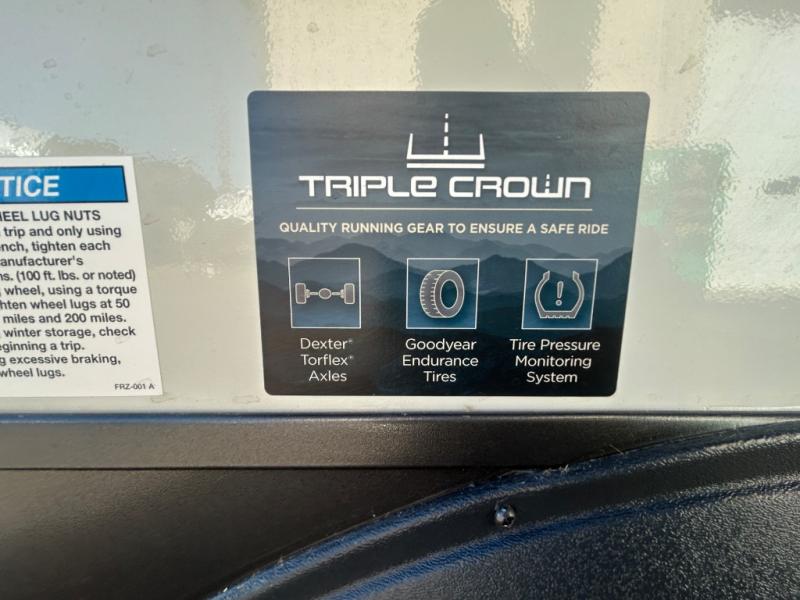 TICE
HEEL LUG NUTS
trip and only using
ench, tighten each
anufacturer's
ns. (100 ft. lbs. or noted)
wheel, using a torque
hten wheel lugs at 50
miles and 200 miles.
winter storage, check
eginning a trip.
g excessive braking,
wheel lugs.
FRZ-001 A
TRIPLE CROWN
QUALITY RUNNING GEAR TO ENSURE A SAFE RIDE
Dexter®
Torflex®
Axles
Goodyear
Endurance
Tires
Tire Pressure
Monitoring
System